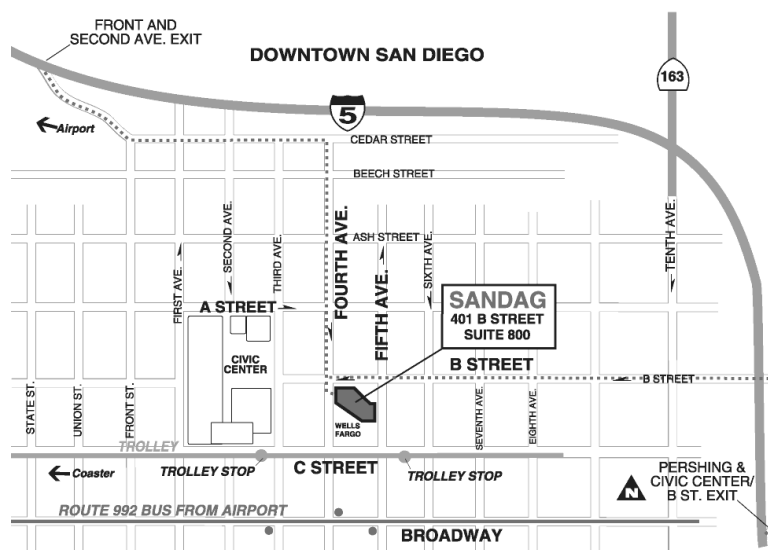 FRONT AND
SECOND AVE. EXIT
DOWNTOWN SAN DIEGO
163
5
Airport
CEDAR STREET
BEECH STREET
FIRST AVE.
SECOND AVE.
THIRD AVE.
FOURTH AVE.
ASH STREET
FIFTH AVE.
SIXTH AVE.
TENTH AVE.
A STREET
SANDAG
401 B STREET
SUITE 800
CIVIC
CENTER
B STREET
B STREET
STATE ST.
UNION ST.
FRONT ST.
WELLS
FARGO
SEVENTH AVE.
EIGHTH AVE.
TROLLEY
Coaster
TROLLEY STOP
C STREET
TROLLEY STOP
N
PERSHING &
CIVIC CENTER/
B ST. EXIT
ROUTE 992 BUS FROM AIRPORT
BROADWAY